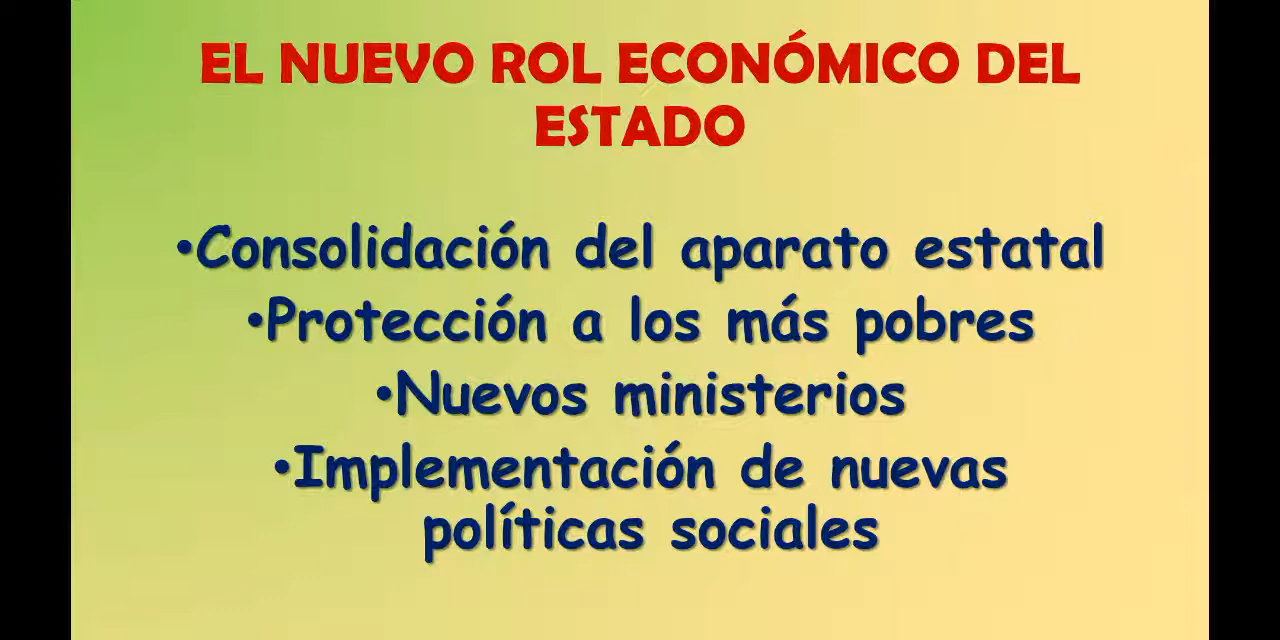 EL NUEVO ROL ECONÓMICO DEL
ESTADO
•Consolidación del aparato estatal
•Protección a los más pobres
•Nuevos ministerios
•Implementación de nuevas
políticas sociales